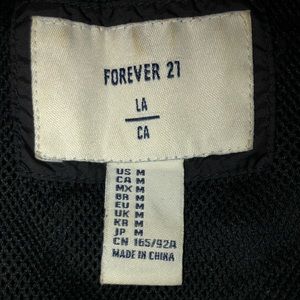 FOREVER 21
LA
CA
US M
CA M
MX M
BR M
EU M
UK M
KR M
JP M
CN 165/92A
MADE IN CHINA